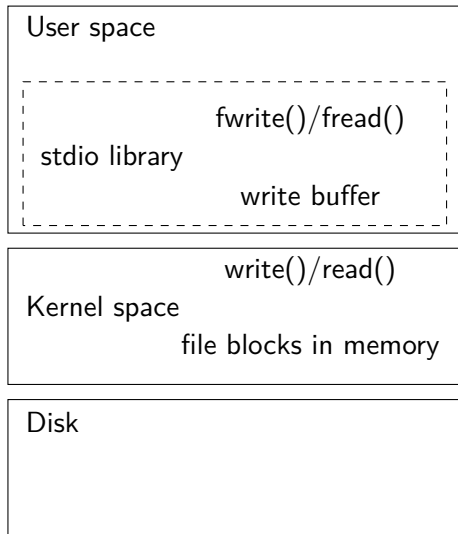 User space
fwrite()/fread()
stdio library
write buffer
write()/read()
Kernel space
file blocks in memory
Disk